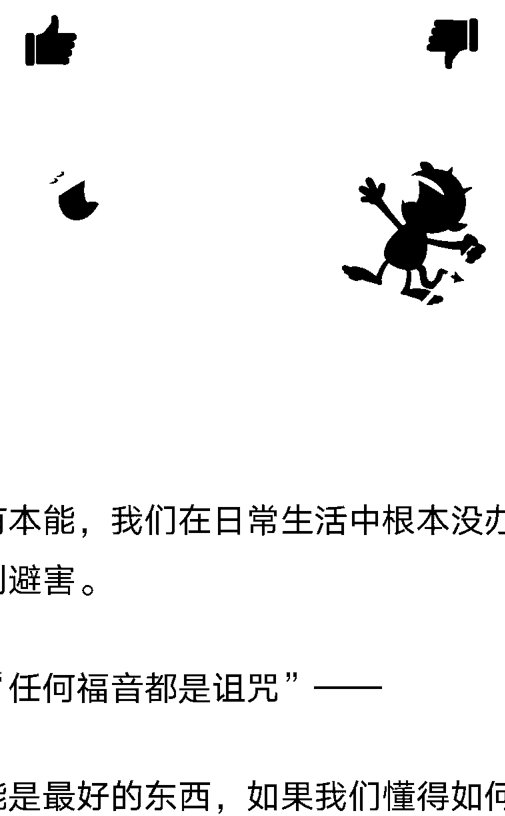 本能，我们在日常生活中根本没
避害。
“任何福音都是诅咒”——
是最好的东西，如果我们懂得如何